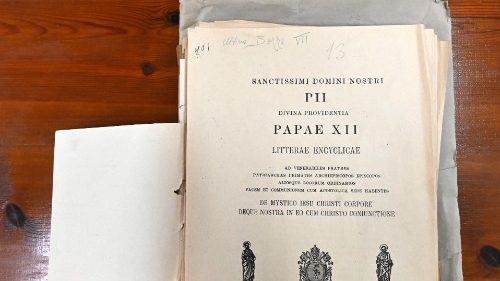 13
SANCTISSIMI DOMINI NOSTRI
PII
DIVINA PROVIDENTIA
PAPAE XII
LITTERAE ENCYCLICAE
AD VENERABILES FRATRES
PATRIARCHAS PRIMATES ARCHIEPISCOPOS EPISCOPOS
ALIOSQUE LOCORUM ORDINARIOS
PACEM ET COMMUNIONEM CUM APOSTOLICA SEDE HABENTES
DE MYSTICO IESU CHRISTI CORPORE
DEQUE NOSTRA IN EO CUM CHRISTO CONIUNCTIONE